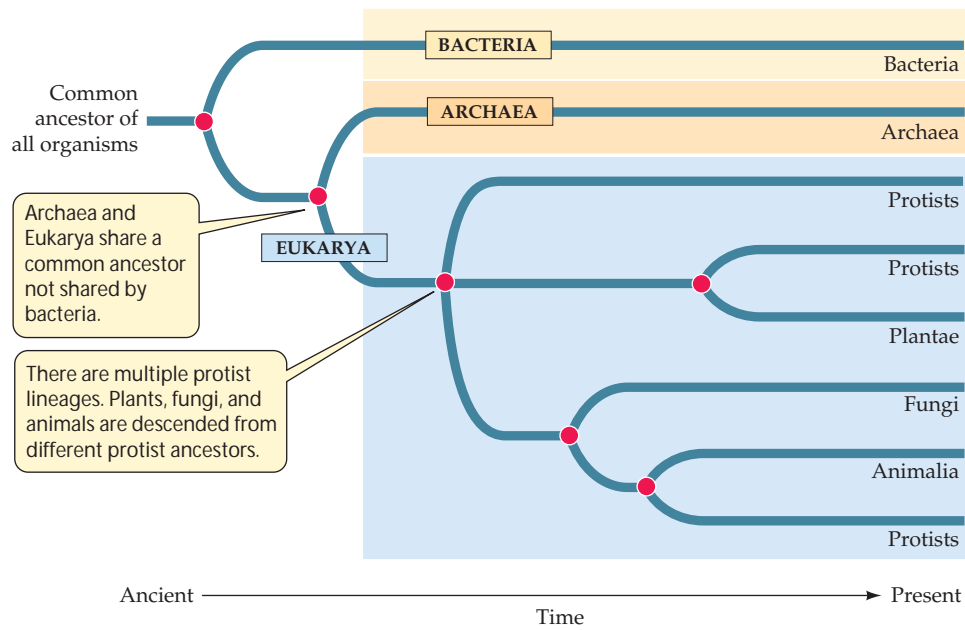 BACTERIA
Bacteria
Common
ancestor of
all organisms
ARCHAEA
Archaea
Archaea and
Eukarya share a
common ancestor
not shared by
bacteria.
EUKARYA
Protists
Protists
Plantae
There are multiple protist
lineages. Plants, fungi, and
animals are descended from
different protist ancestors.
Fungi
Animalia
Protists
Ancient
Present
Time